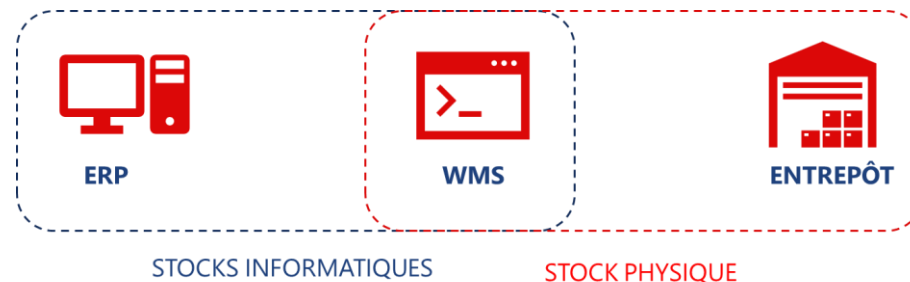 ERP
WMS
ENTREPÔT
STOCKS INFORMATIQUES
STOCK PHYSIQUE